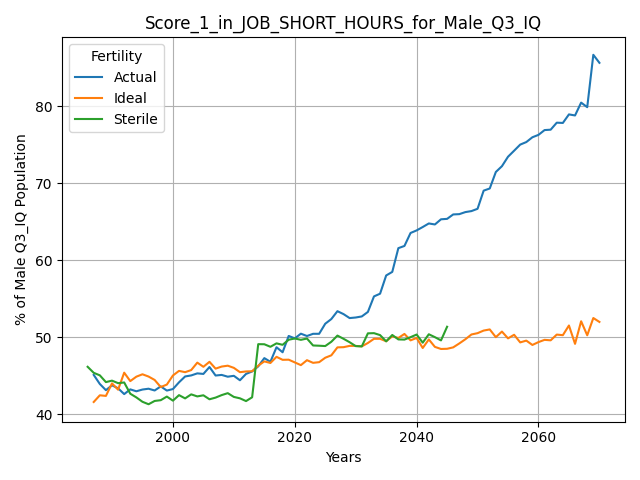 Score_1_in_JOB_SHORT_HOURS_for_Male_Q3_IQ
Fertility
Actual
Ideal
Sterile
% of Male Q3_IQ Population
80
70
60
50
40
2000
2020
2040
2060
Years